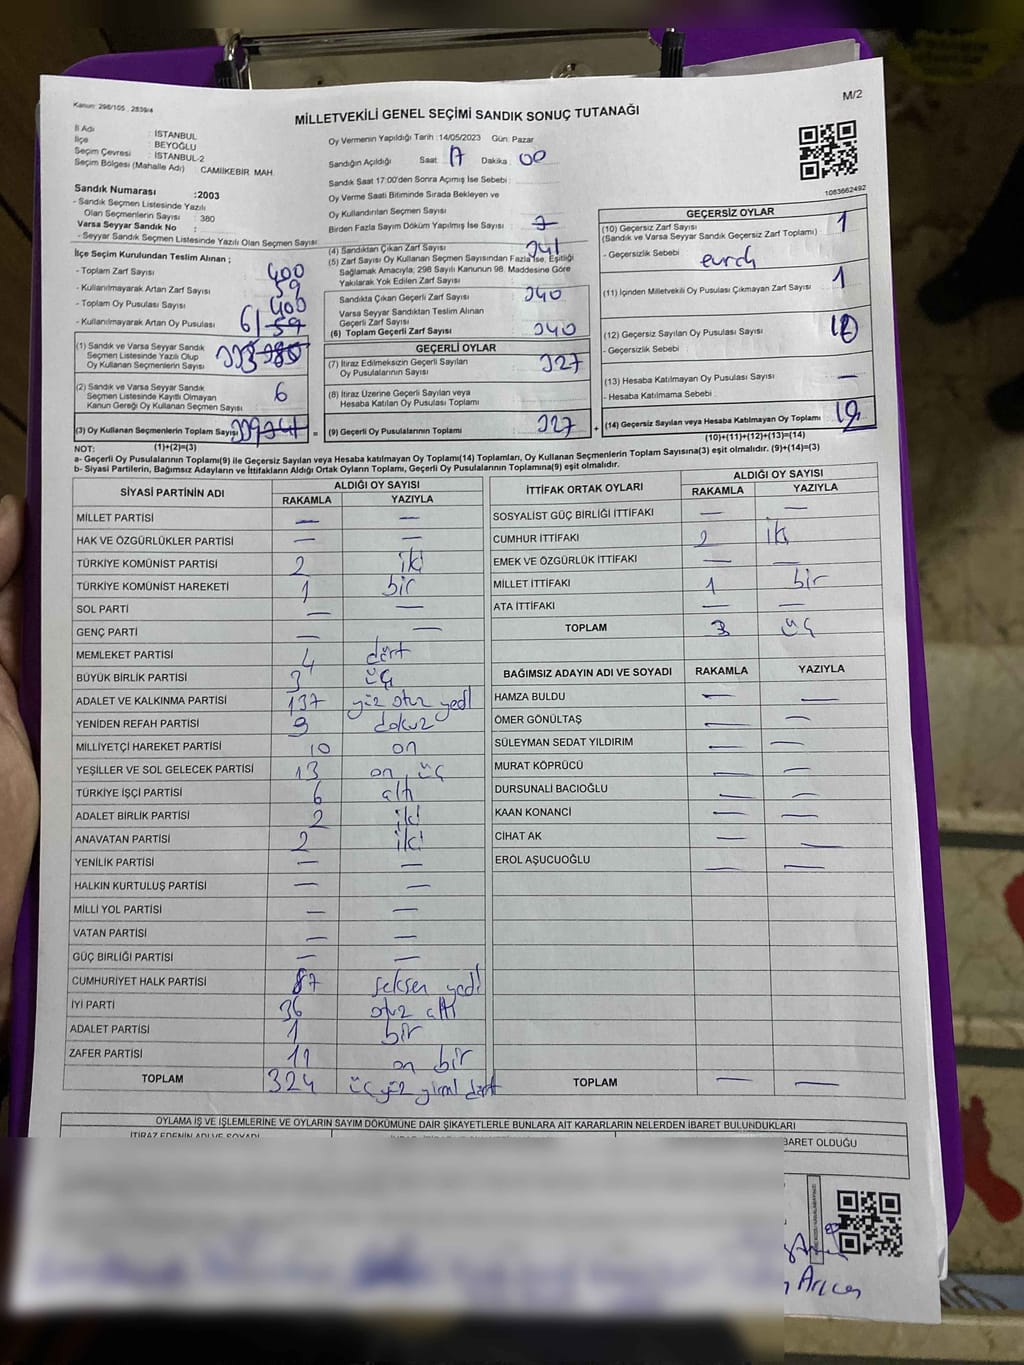 Kanun: 298/105, 2839/4
M/2
MİLLETVEKİLİ GENEL SEÇİMİ SANDIK SONUÇ TUTANAĞI
İl Adı : İSTANBUL
İlçe : BEYOĞLU
Seçim Çevresi : İSTANBUL-2
Seçim Bölgesi (Mahalle Adı) : CAMİİKEBİR MAH.
Sandık Numarası : 2003
- Sandık Seçmen Listesinde Yazılı
Olan Seçmenlerin Sayısı : 380
Varsa Seyyar Sandık No :
- Seyyar Sandık Seçmen Listesinde Yazılı Olan Seçmen Sayısı :
İlçe Seçim Kurulundan Teslim Alınan ;
- Toplam Zarf Sayısı : 400
- Kullanılmayarak Artan Zarf Sayısı : 59
- Toplam Oy Pusulası Sayısı : 400
- Kullanılmayarak Artan Oy Pusulası : 61 59
(1) Sandık ve Varsa Seyyar Sandık
Seçmen Listesinde Yazılı Olup
Oy Kullanan Seçmenlerin Sayısı
(2) Sandık ve Varsa Seyyar Sandık
Seçmen Listesinde Kayıtlı Olmayan
Kanun Gereği Oy Kullanan Seçmen Sayısı 6
(3) Oy Kullanan Seçmenlerin Toplam Sayısı
(1)+(2)=(3)
Oy Vermenin Yapıldığı Tarih :14/05/2023 Gün: Pazar
Sandığın Açıldığı Saat: 17 Dakika : 00
Sandık Saat 17:00'den Sonra Açılmış İse Sebebi :
Oy Verme Saati Bitiminde Sırada Bekleyen ve
Oy Kullandırılan Seçmen Sayısı :
Birden Fazla Sayım Döküm Yapılmış İse Sayısı :
(4) Sandıktan Çıkan Zarf Sayısı : 341
(5) Zarf Sayısı Oy Kullanan Seçmen Sayısından Fazla İse, Eşitliği
Sağlamak Amacıyla; 298 Sayılı Kanunun 98. Maddesine Göre
Yakılarak Yok Edilen Zarf Sayısı :
Sandıkta Çıkan Geçerli Zarf Sayısı : 340
Varsa Seyyar Sandıktan Teslim Alınan
Geçerli Zarf Sayısı :
(6) Toplam Geçerli Zarf Sayısı : 340
GEÇERLİ OYLAR
(7) İtiraz Edilmeksizin Geçerli Sayılan
Oy Pusulalarının Sayısı : 327
(8) İtiraz Üzerine Geçerli Sayılan veya
Hesaba Katılan Oy Pusulası Toplamı :
= (9) Geçerli Oy Pusulalarının Toplamı : 327 +
1083662492
GEÇERSİZ OYLAR
(10) Geçersiz Zarf Sayısı : 1
(Sandık ve Varsa Seyyar Sandık Geçersiz Zarf Toplamı)
- Geçersizlik Sebebi :
(11) İçinden Milletvekili Oy Pusulası Çıkmayan Zarf Sayısı : 1
(12) Geçersiz Sayılan Oy Pusulası Sayısı :
- Geçersizlik Sebebi :
(13) Hesaba Katılmayan Oy Pusulası Sayısı : —
- Hesaba Katılmama Sebebi :
(14) Geçersiz Sayılan veya Hesaba Katılmayan Oy Toplamı : 12
(10)+(11)+(12)+(13)=(14)
NOT:
a- Geçerli Oy Pusulaları Toplamı(9) ile Geçersiz Sayılan veya Hesaba katılmayan Oy Toplamı(14) Toplamları, Oy Kullanan Seçmenlerin Toplam Sayısına(3) eşit olmalıdır. (9)+(14)=(3)
b- Siyasi Partilerin, Bağımsız Adayların ve İttifakların Aldığı Ortak Oyların Toplamı, Geçerli Oy Pusulalarının Toplamına(9) eşit olmalıdır.
SİYASİ PARTİNİN ADI ALDIĞI OY SAYISI
RAKAMLA YAZIYLA
MİLLET PARTİSİ — —
HAK VE ÖZGÜRLÜKLER PARTİSİ — —
TÜRKİYE KOMÜNİST PARTİSİ 2 iki
TÜRKİYE KOMÜNİST HAREKETİ 1 bir
SOL PARTİ — —
GENÇ PARTİ — —
MEMLEKET PARTİSİ 4 dört
BÜYÜK BİRLİK PARTİSİ 3 üç
ADALET VE KALKINMA PARTİSİ 137 yüz otuz yedi
YENİDEN REFAH PARTİSİ 9 dokuz
MİLLİYETÇİ HAREKET PARTİSİ 10 on
YEŞİLLER VE SOL GELECEK PARTİSİ 13 on üç
TÜRKİYE İŞÇİ PARTİSİ 6 altı
ADALET BİRLİK PARTİSİ 2 iki
ANAVATAN PARTİSİ 2 iki
YENİLİK PARTİSİ — —
HALKIN KURTULUŞ PARTİSİ — —
MİLLİ YOL PARTİSİ — —
VATAN PARTİSİ — —
GÜÇ BİRLİĞİ PARTİSİ — —
CUMHURİYET HALK PARTİSİ 87 seksen yedi
İYİ PARTİ 36 otuz altı
ADALET PARTİSİ 1 bir
ZAFER PARTİSİ 11 on bir
TOPLAM 324 üç yüz yirmi dört
İTTİFAK ORTAK OYLARI ALDIĞI OY SAYISI
RAKAMLA YAZIYLA
SOSYALİST GÜÇ BİRLİĞİ İTTİFAKI — —
CUMHUR İTTİFAKI 2 iki
EMEK VE ÖZGÜRLÜK İTTİFAKI — —
MİLLET İTTİFAKI 1 bir
ATA İTTİFAKI — —
TOPLAM 3 üç
BAĞIMSIZ ADAYIN ADI VE SOYADI RAKAMLA YAZIYLA
HAMZA BULDU — —
ÖMER GÖNÜLTAŞ — —
SÜLEYMAN SEDAT YILDIRIM — —
MURAT KÖPRÜCÜ — —
DURSUNALİ BACIOĞLU — —
KAAN KONANCİ — —
CİHAT AK — —
EROL AŞUCUOĞLU — —
TOPLAM — —
OYLAMA İŞ VE İŞLEMLERİNE VE OYLARIN SAYIM DÖKÜMÜNE DAİR ŞİKAYETLERLE BUNLARA AİT KARARLARIN NELERDEN İBARET BULUNDUKLARI
İTİRAZ EDENİN ADI VE SOYADI
BARET OLDUĞU